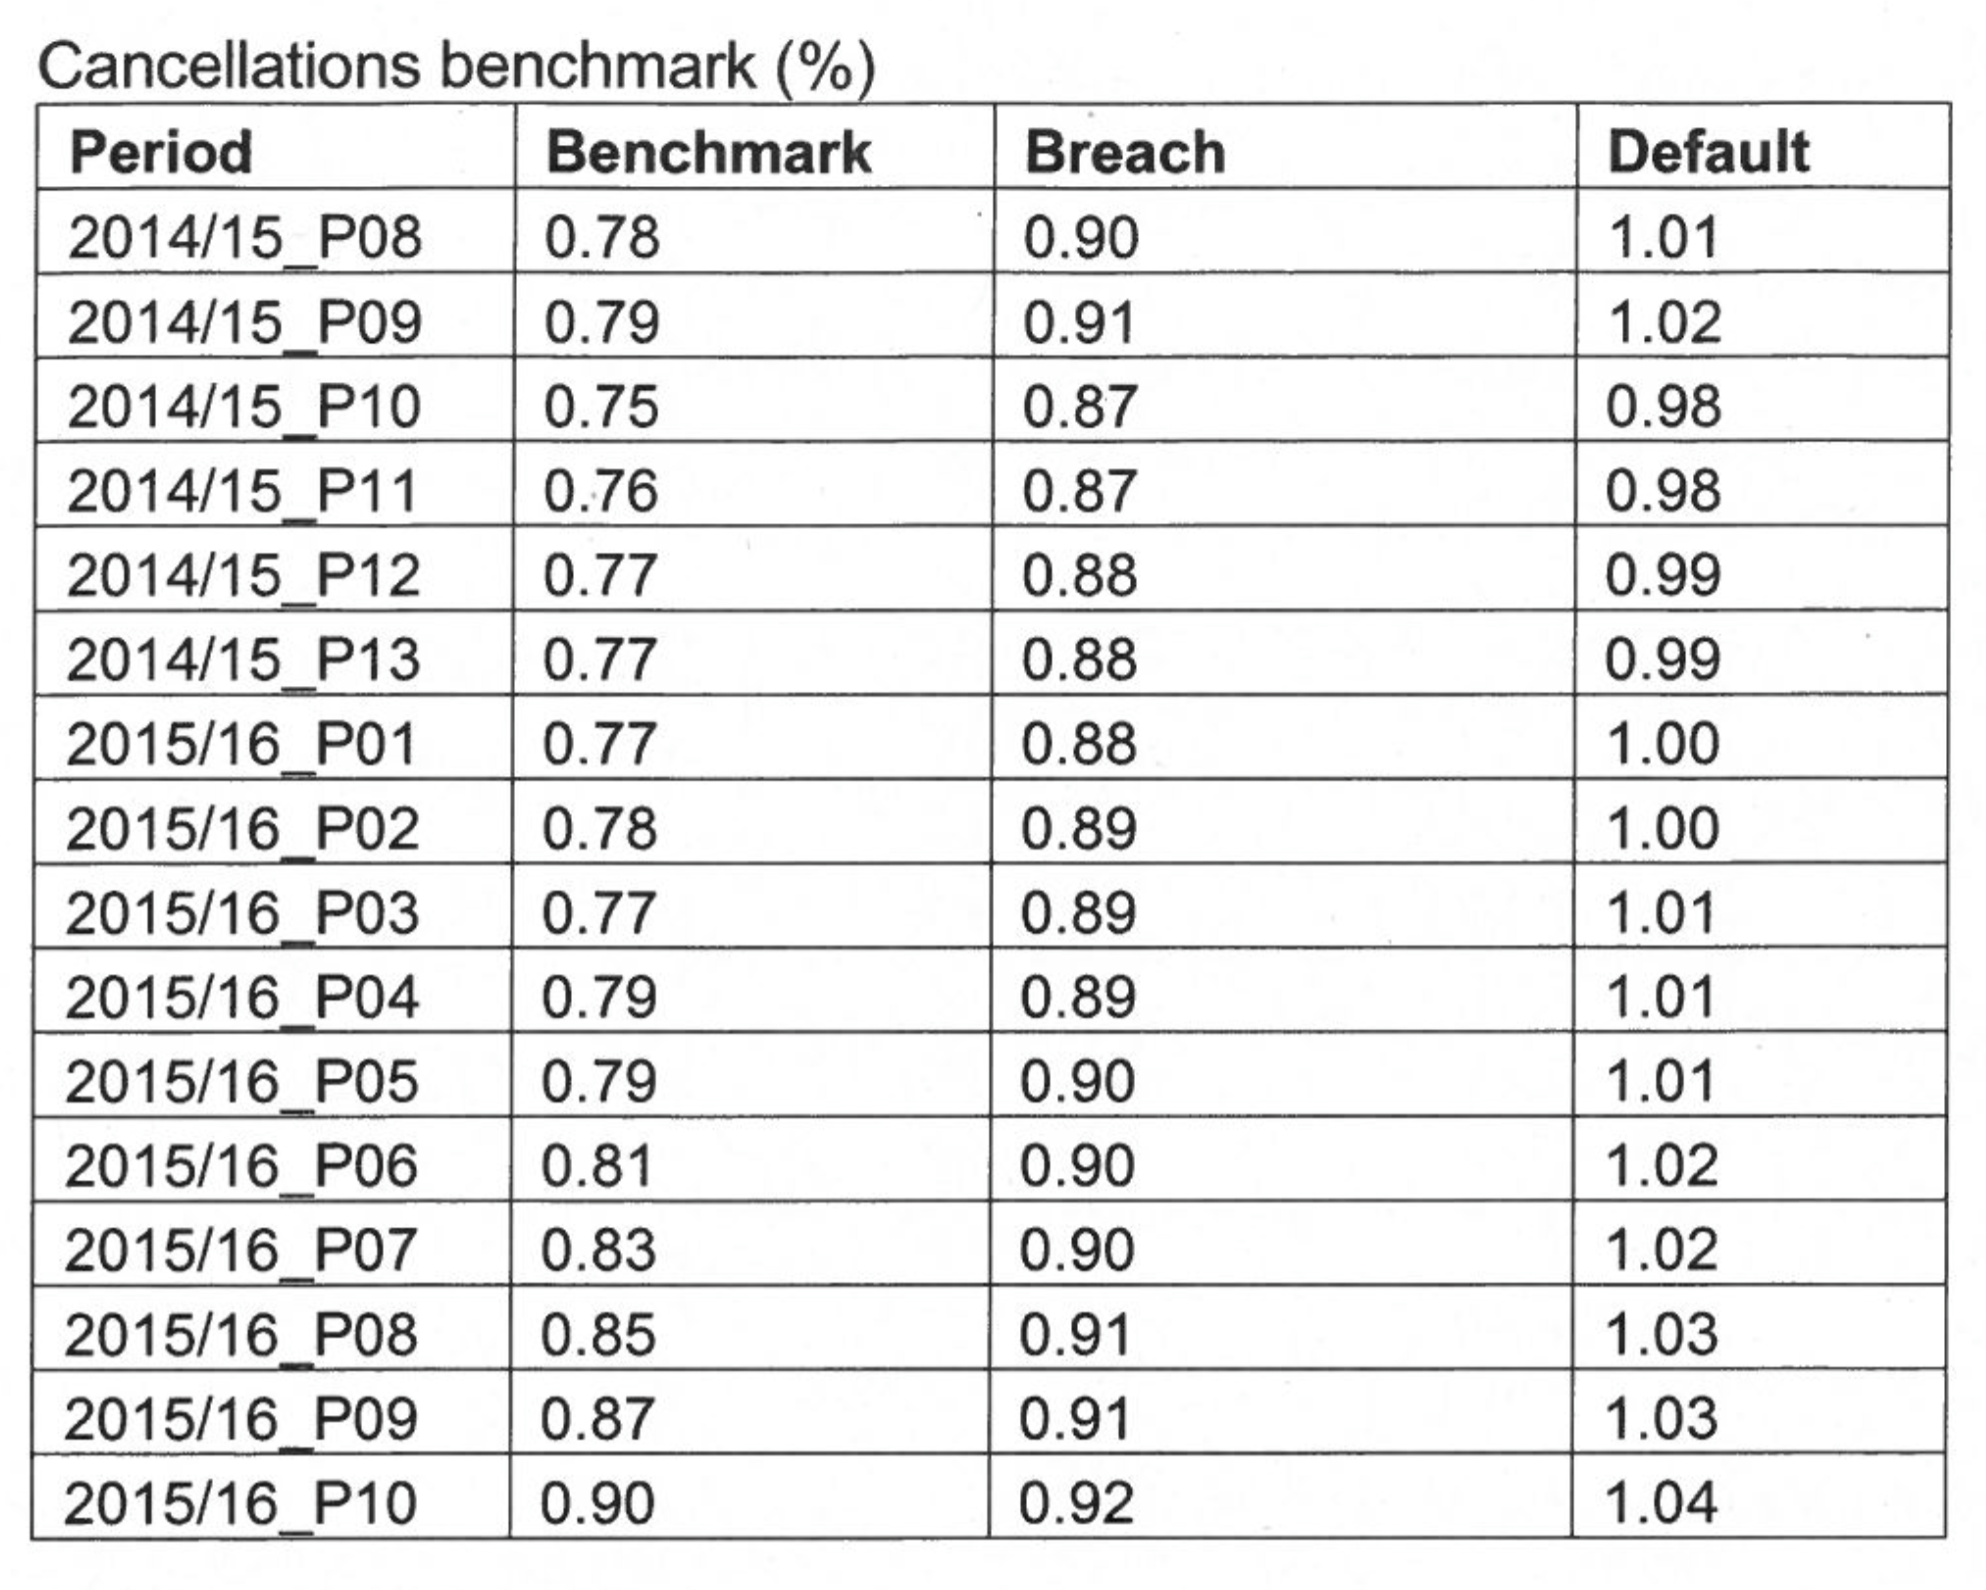 Cancellations benchmark (%)
Period Benchmark Breach Default
2014/15_P08 0.78 0.90 1.01
2014/15_P09 0.79 0.91 1.02
2014/15_P10 0.75 0.87 0.98
2014/15_P11 0.76 0.87 0.98
2014/15_P12 0.77 0.88 0.99
2014/15_P13 0.77 0.88 0.99
2015/16_P01 0.77 0.88 1.00
2015/16_P02 0.78 0.89 1.00
2015/16_P03 0.77 0.89 1.01
2015/16_P04 0.79 0.89 1.01
2015/16_P05 0.79 0.90 1.01
2015/16_P06 0.81 0.90 1.02
2015/16_P07 0.83 0.90 1.02
2015/16_P08 0.85 0.91 1.03
2015/16_P09 0.87 0.91 1.03
2015/16_P10 0.90 0.92 1.04